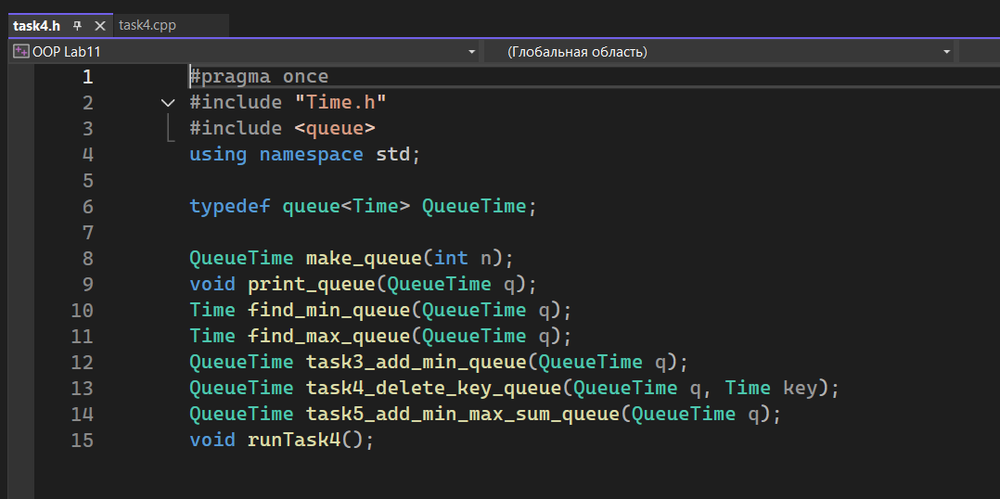 task4.h
task4.cpp
OOP Lab11
(Глобальная область)
1 #pragma once
2 #include "Time.h"
3 #include <queue>
4 using namespace std;
5
6 typedef queue<Time> QueueTime;
7
8 QueueTime make_queue(int n);
9 void print_queue(QueueTime q);
10 Time find_min_queue(QueueTime q);
11 Time find_max_queue(QueueTime q);
12 QueueTime task3_add_min_queue(QueueTime q);
13 QueueTime task4_delete_key_queue(QueueTime q, Time key);
14 QueueTime task5_add_min_max_sum_queue(QueueTime q);
15 void runTask4();